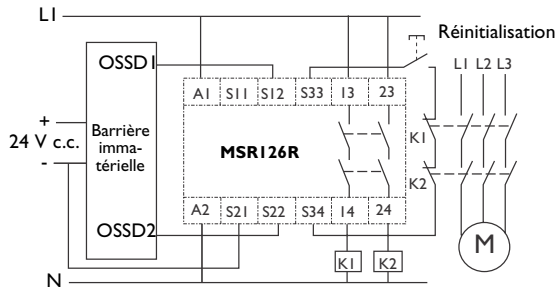 L1
Réinitialisation
OSSD1
A1 S11 S12 S33 13 23
L1 L2 L3
+
24 V c.c.
-
Barrière
imma-
térielle
MSR126R
K1
K2
A2 S21 S22 S34 14 24
OSSD2
K1 K2
M
N